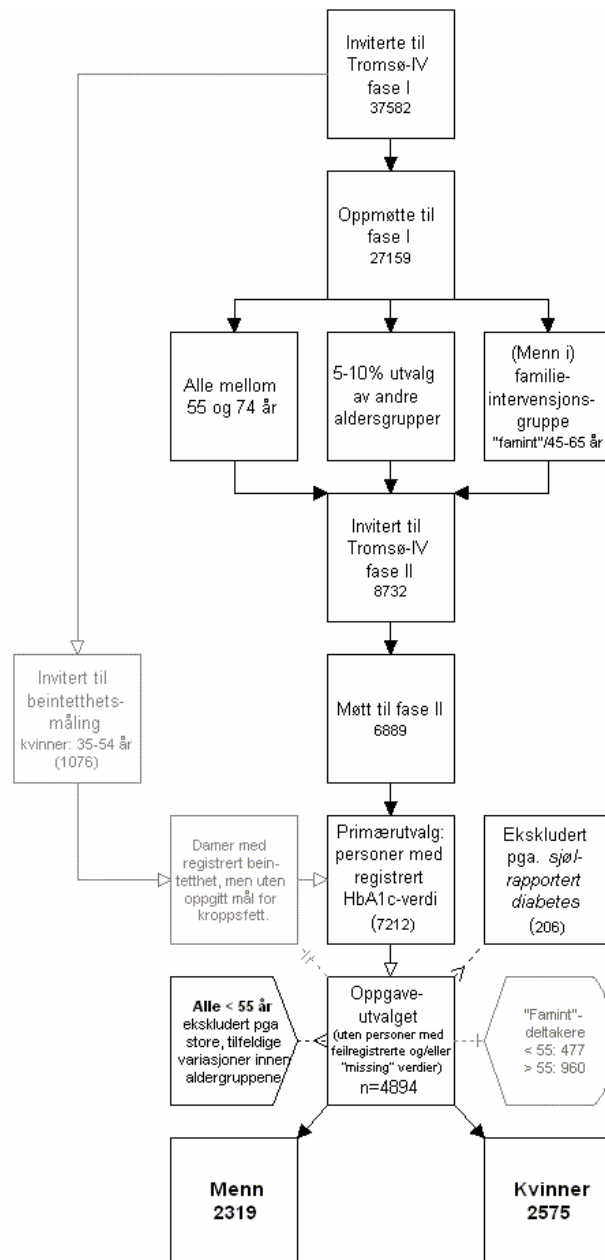 Inviterte til
Tromsø-IV
fase I
37582
Oppmøtte til
fase I
27159
Alle mellom
55 og 74 år
5-10% utvalg
av andre
aldersgrupper
(Menn i)
familie-
intervensjons-
gruppe
"famint"/45-65 år
Invitert til
Tromsø-IV
fase II
8732
Invitert til
beintetthets-
måling
kvinner: 35-54 år
(1076)
Møtt til fase II
6889
Damer med
registrert bein-
tetthet, men uten
oppgitt mål for
kroppsfett.
Primærutvalg:
personer med
registrert
HbA1c-verdi
(7212)
Ekskludert
pga. sjøl-
rapportert
diabetes
(206)
Alle < 55 år
ekskludert pga
store, tilfeldige
variasjoner innen
aldergruppene
Oppgave-
utvalget
(uten personer med
feilregistrerte og/eller
"missing" verdier)
n=4894
"Famint"-
deltakere
< 55: 477
> 55: 960
Menn
2319
Kvinner
2575